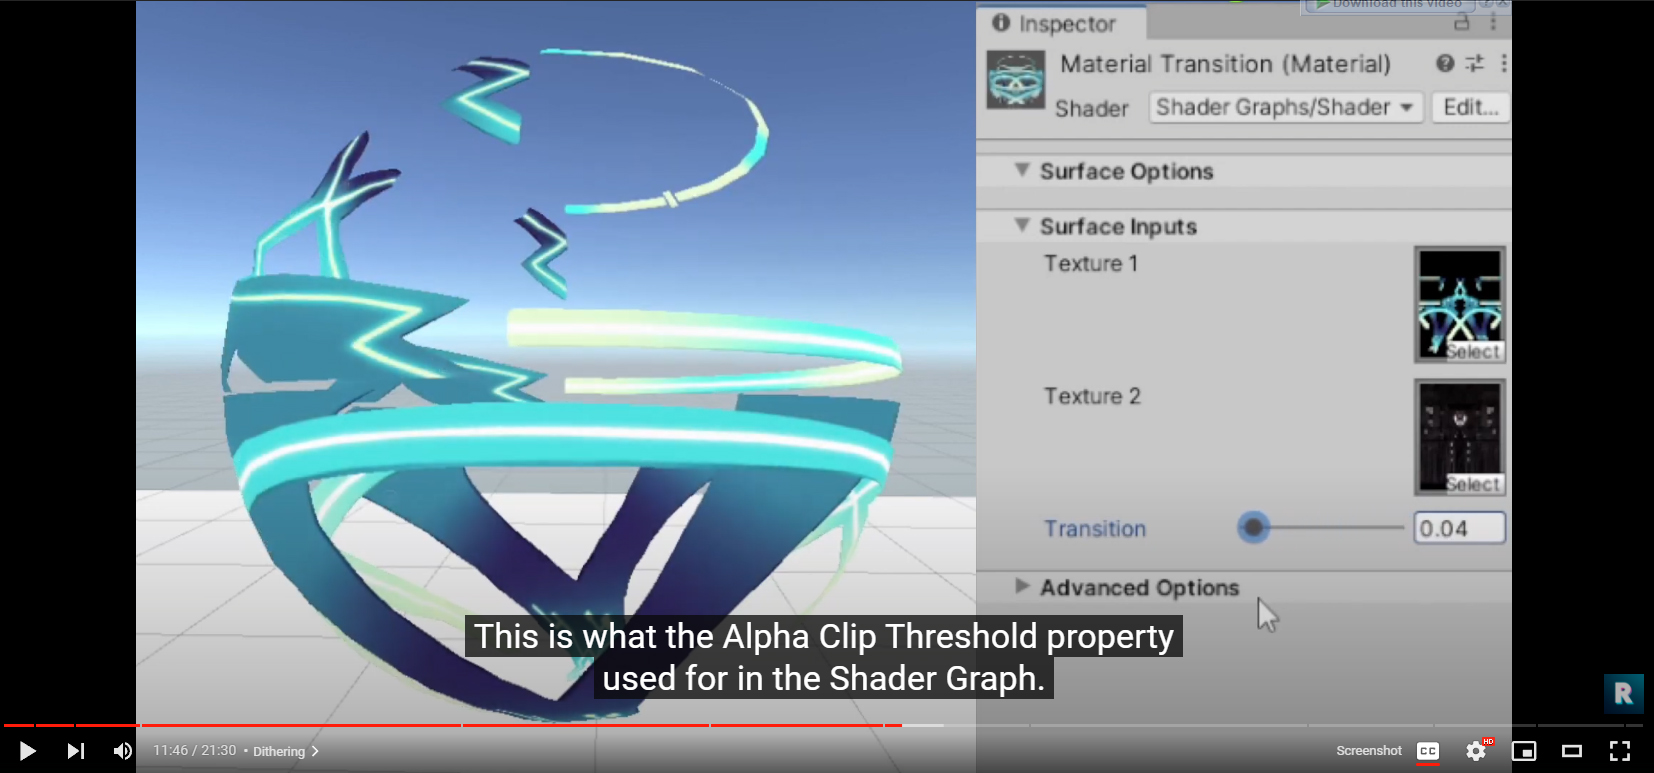 Download this video
Inspector
Material Transition (Material)
Shader
Shader Graphs/Shader
Edit...
Surface Options
Surface Inputs
Texture 1
Select
Texture 2
Select
Transition
0.04
Advanced Options
This is what the Alpha Clip Threshold property
used for in the Shader Graph.
R
11:46 / 21:30 • Dithering
Screenshot
CC
HD